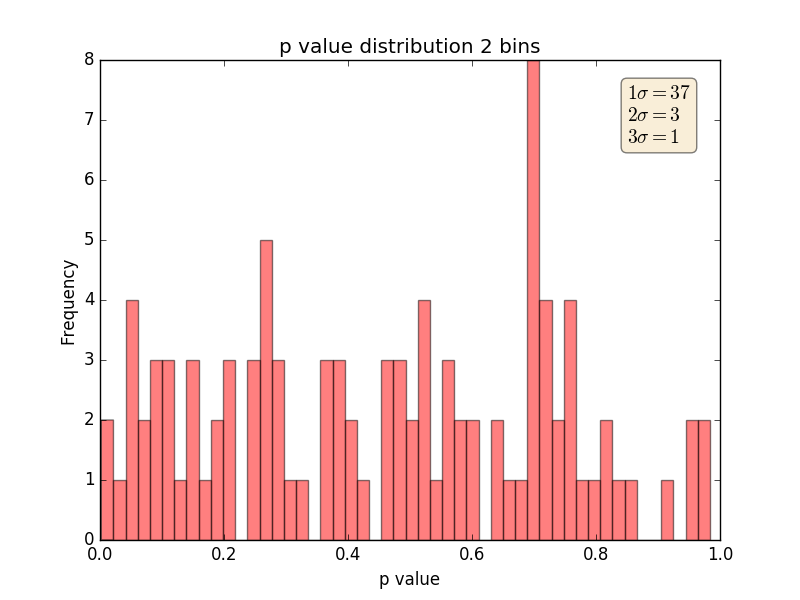 p value distribution 2 bins
8
7
6
5
4
3
2
1
0
Frequency
1σ = 37
2σ = 3
3σ = 1
0.0 0.2 0.4 0.6 0.8 1.0
p value